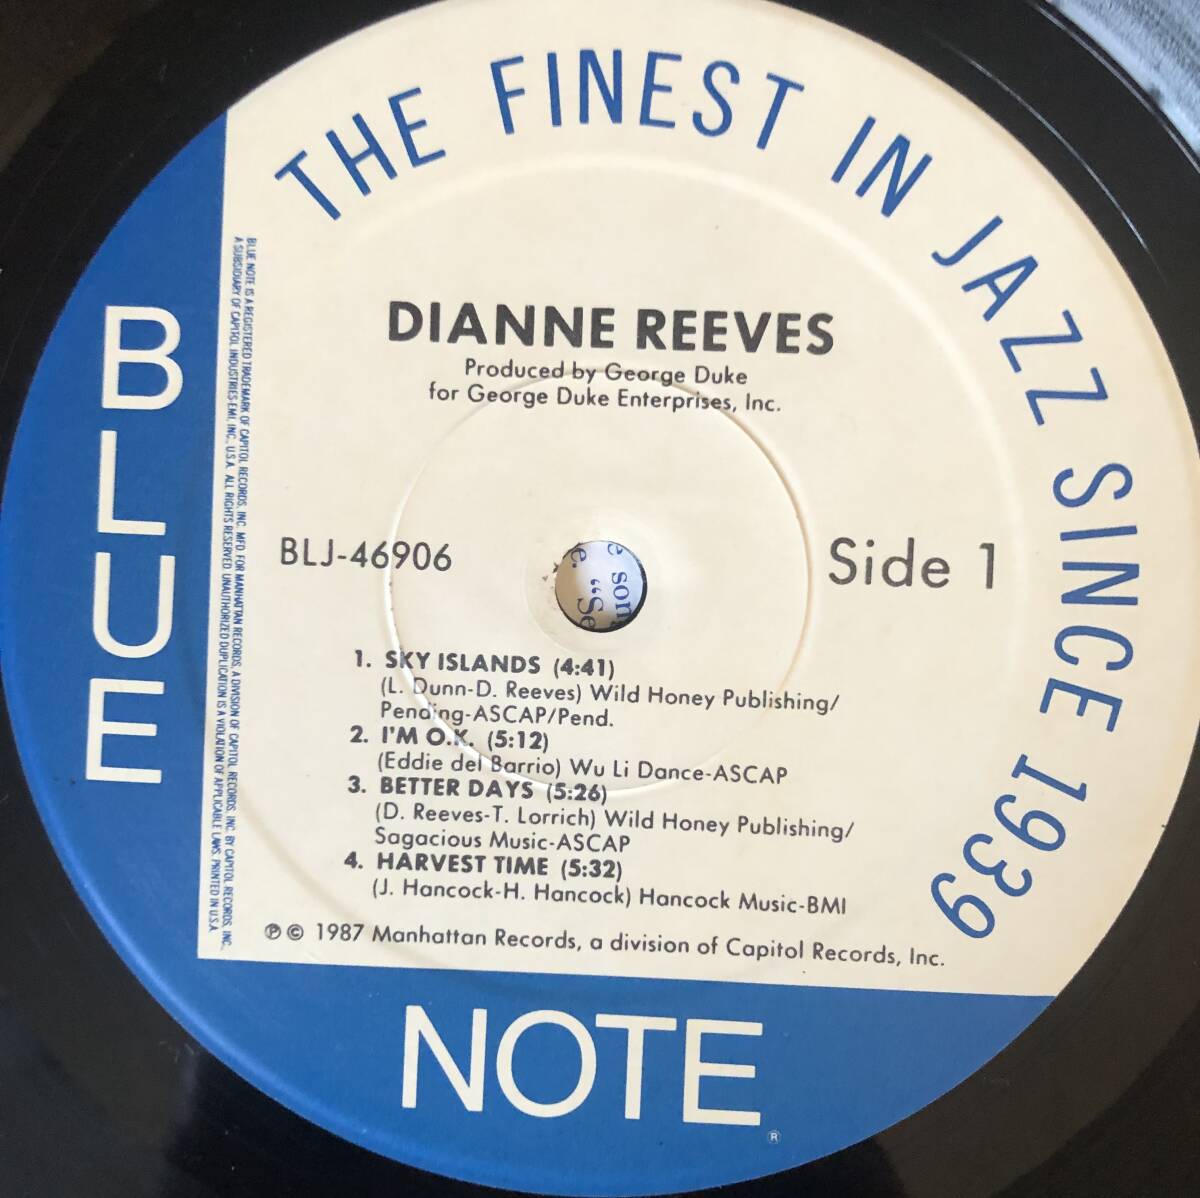 THE FINEST IN JAZZ SINCE 1939
DIANNE REEVES
Produced by George Duke
for George Duke Enterprises, Inc.
BLJ-46906
Side 1
1. SKY ISLANDS (4:41)
(L. Dunn-D. Reeves) Wild Honey Publishing/
Pending-ASCAP/Pend.
2. I'M O.K. (5:12)
(Eddie del Barrio) Wu Li Dance-ASCAP
3. BETTER DAYS (5:26)
(D. Reeves-T. Lorrich) Wild Honey Publishing/
Sagacious Music-ASCAP
4. HARVEST TIME (5:32)
(J. Hancock-H. Hancock) Hancock Music-BMI
℗ © 1987 Manhattan Records, a division of Capitol Records, Inc.
BLUE NOTE IS A REGISTERED TRADEMARK OF CAPITOL RECORDS, INC. MFD. FOR MANHATTAN RECORDS, A DIVISION OF CAPITOL RECORDS, INC. BY CAPITOL RECORDS, INC.,
A SUBSIDIARY OF CAPITOL INDUSTRIES-EMI, INC., U.S.A. ALL RIGHTS RESERVED. UNAUTHORIZED DUPLICATION IS A VIOLATION OF APPLICABLE LAWS. PRINTED IN U.S.A.
BLUE
NOTE
®
e son
e. “Se